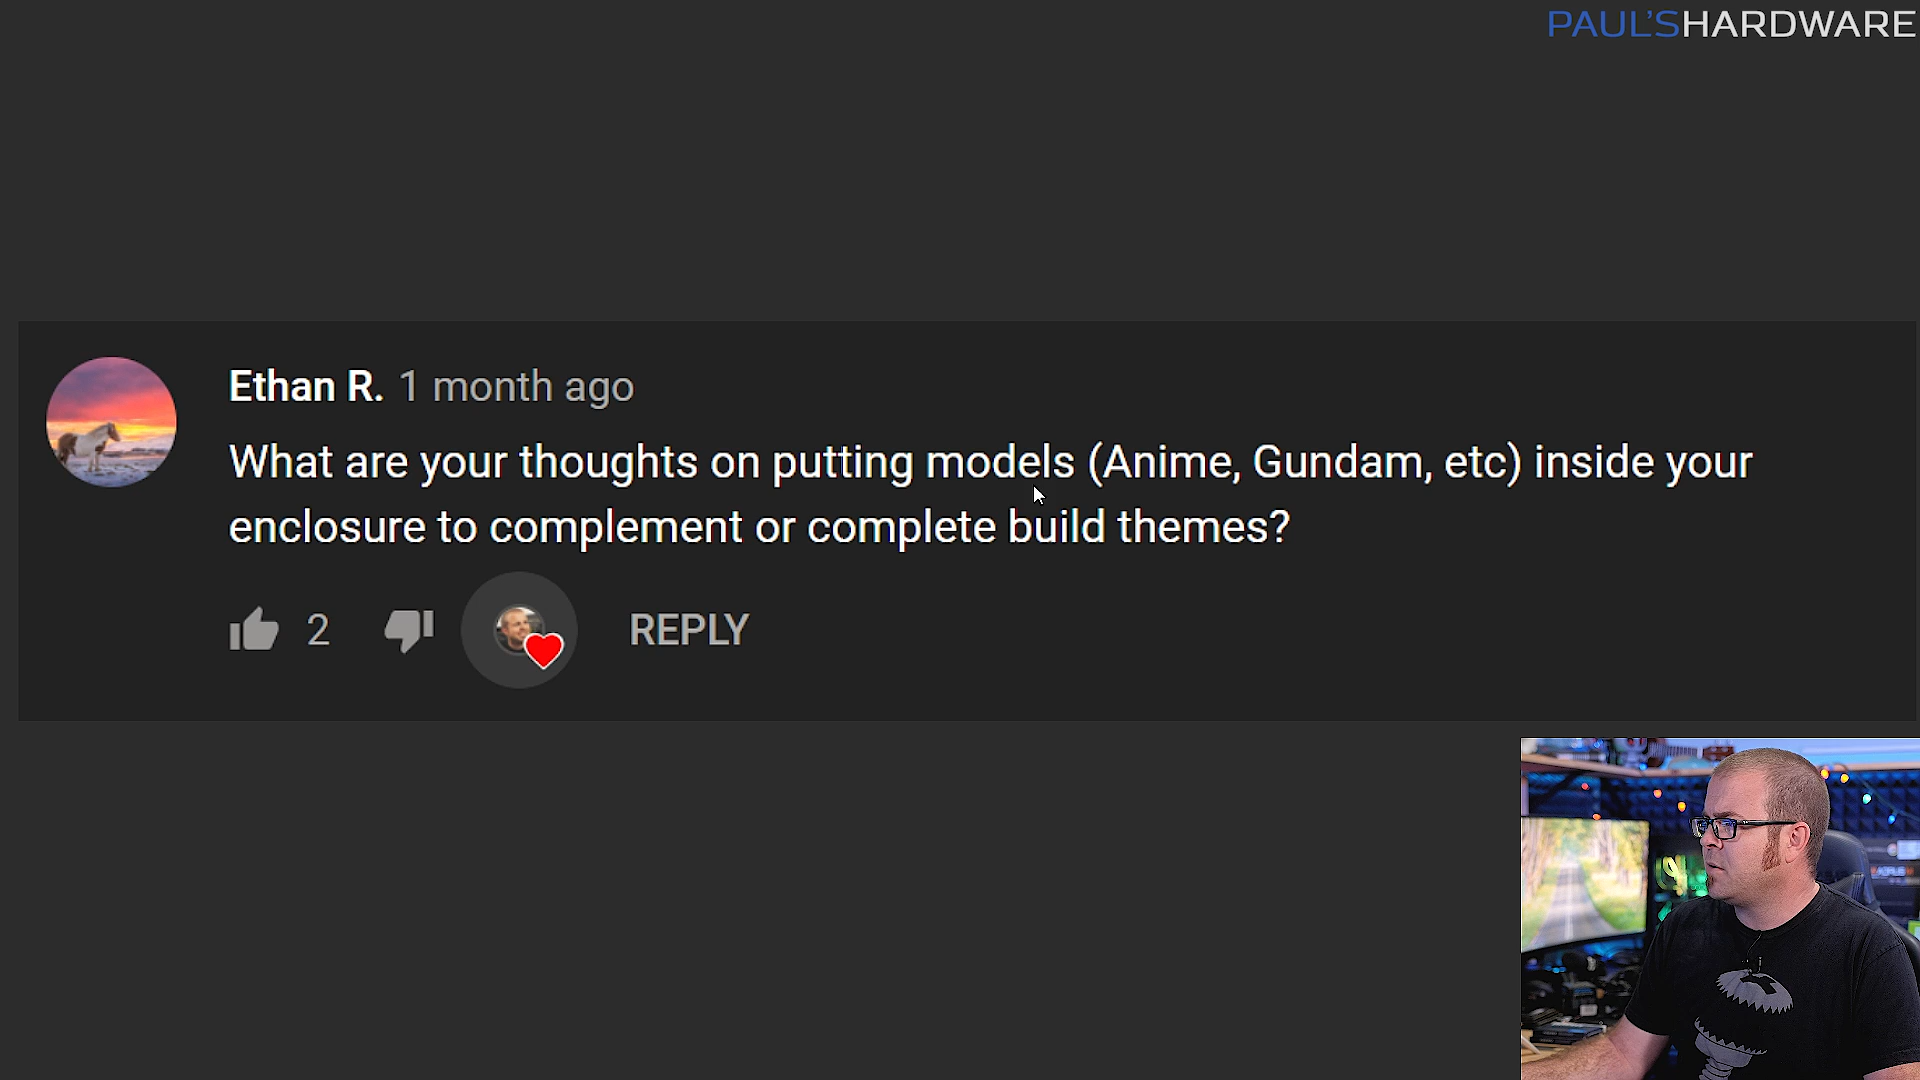 PAUL'SHARDWARE
Ethan R. 1 month ago
What are your thoughts on putting models (Anime, Gundam, etc) inside your
enclosure to complement or complete build themes?
2 REPLY